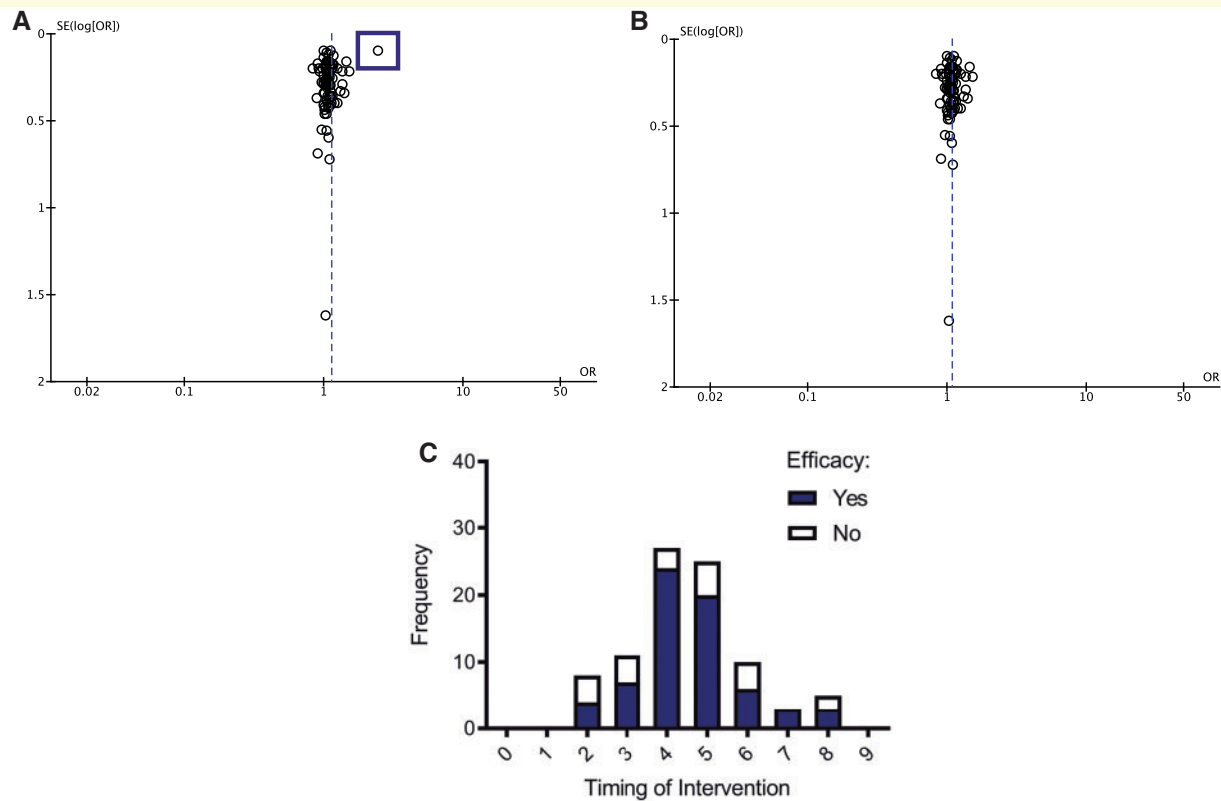 A
SE(log[OR])
0
0.5
1
1.5
2
OR
0.02 0.1 1 10 50
B
SE(log[OR])
0
0.5
1
1.5
2
OR
0.02 0.1 1 10 50
C
Efficacy:
Yes
No
Frequency
40
30
20
10
0
0 1 2 3 4 5 6 7 8 9
Timing of Intervention